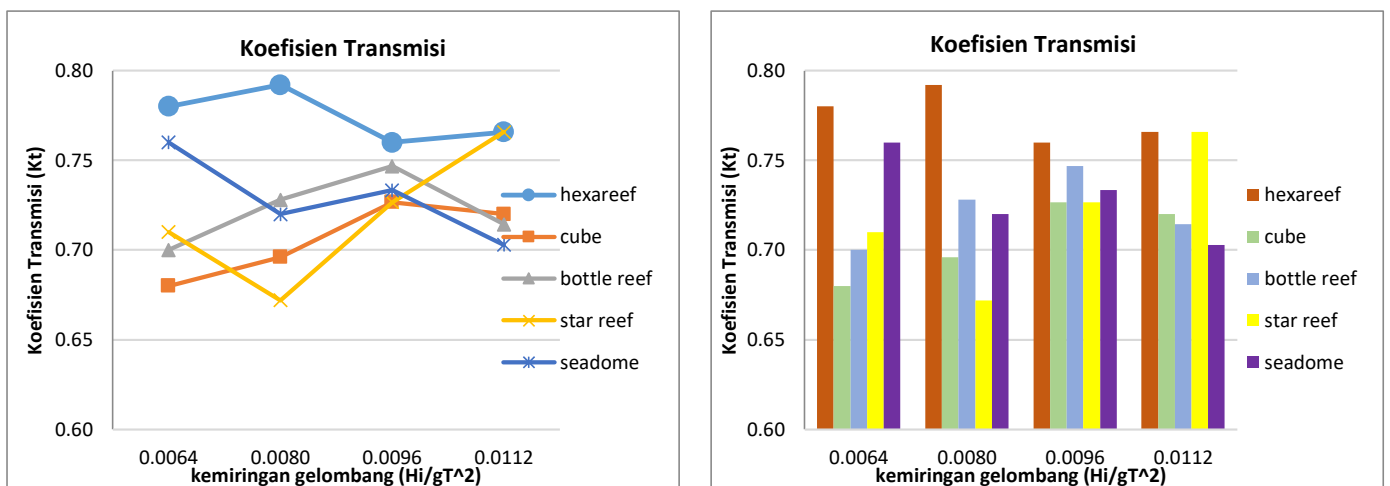 Koefisien Transmisi
Koefisien Transmisi (Kt)
0.80
0.75
0.70
0.65
0.60
0.0064 0.0080 0.0096 0.0112
kemiringan gelombang (Hi/gT^2)
hexareef
cube
bottle reef
star reef
seadome
Koefisien Transmisi
Koefisien Transmisi (Kt)
0.80
0.75
0.70
0.65
0.60
0.0064 0.0080 0.0096 0.0112
kemiringan gelombang (Hi/gT^2)
hexareef
cube
bottle reef
star reef
seadome